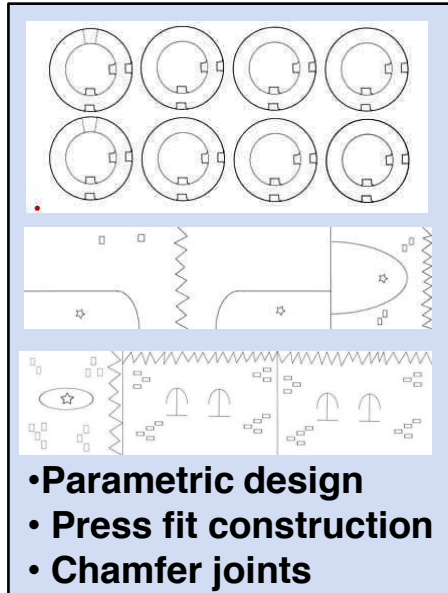 •Parametric design
• Press fit construction
• Chamfer joints